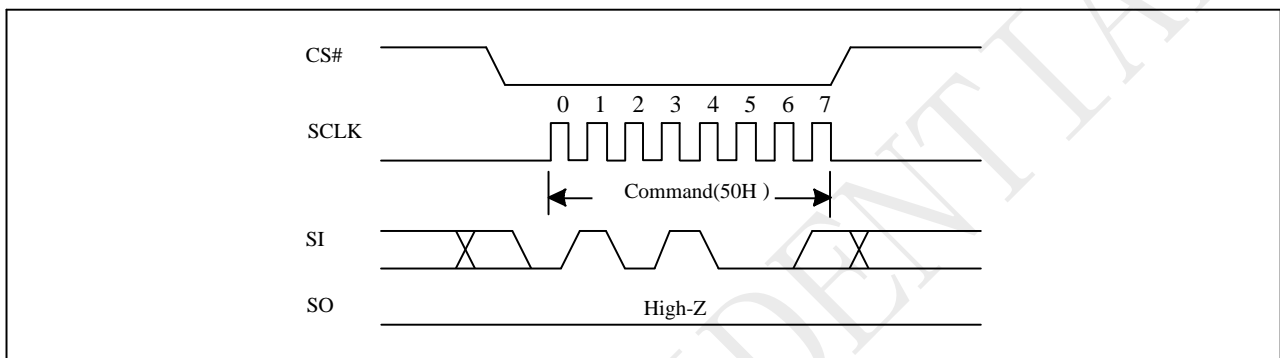 CS#
0 1 2 3 4 5 6 7
SCLK
Command(50H )
SI
SO
High-Z